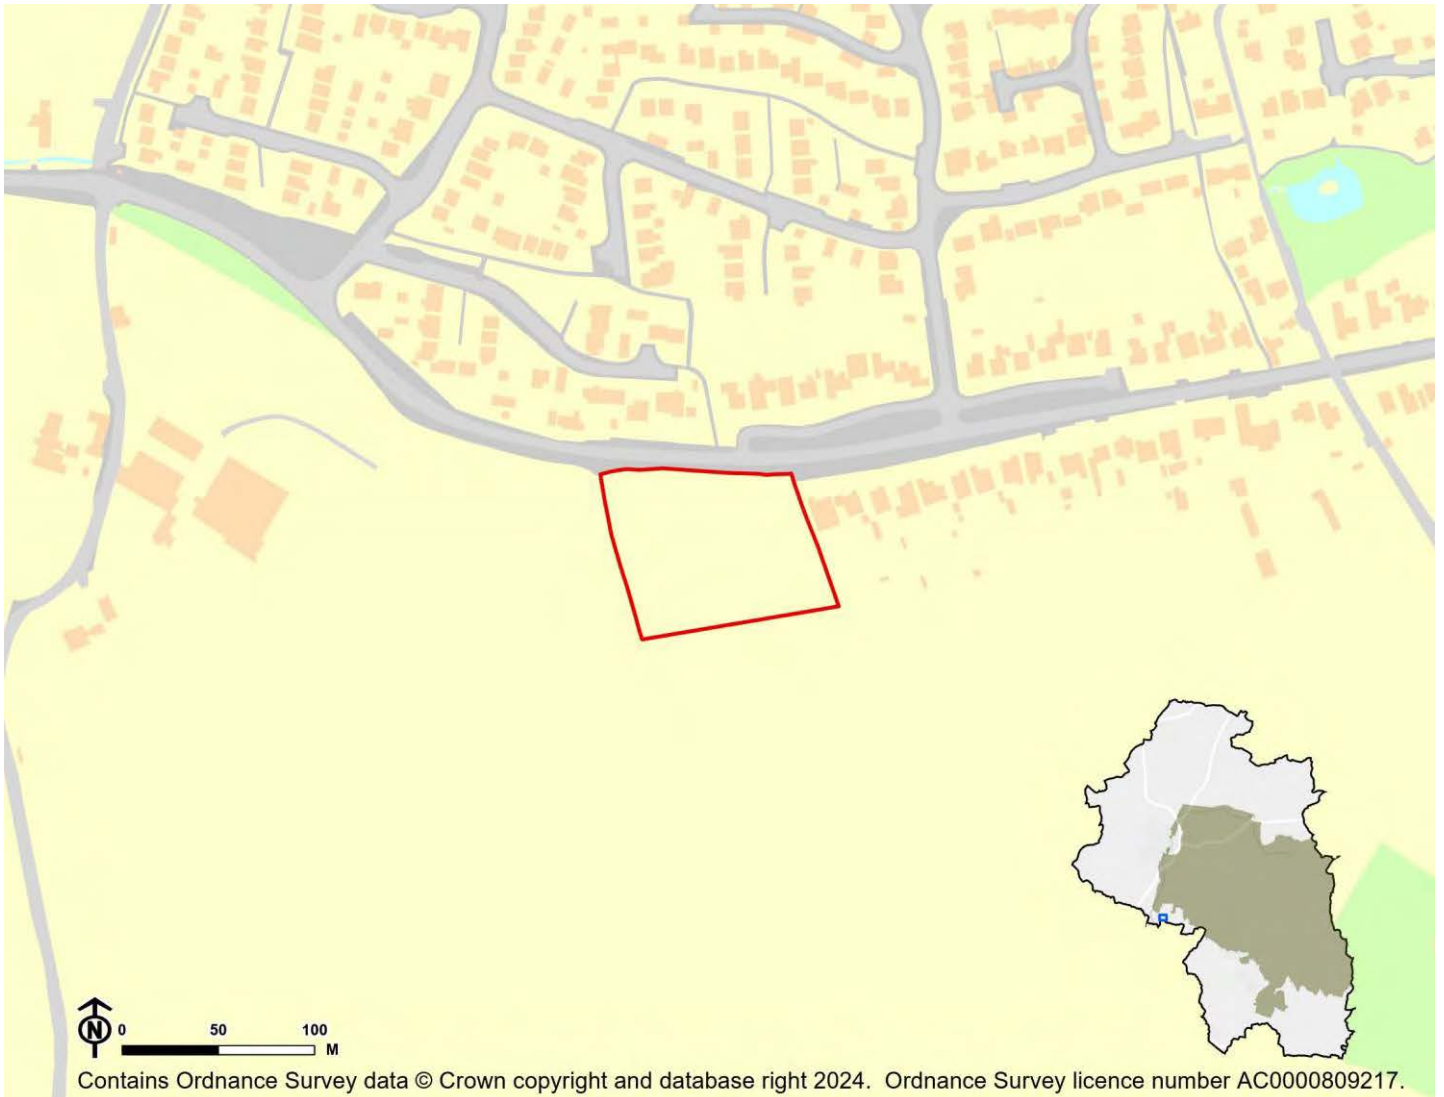 N 0 50 100
M
Contains Ordnance Survey data © Crown copyright and database right 2024. Ordnance Survey licence number AC0000809217.